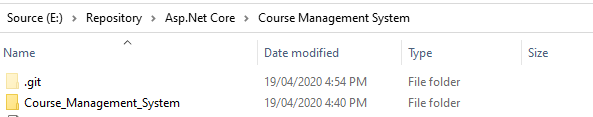 Source (E:) > Repository > Asp.Net Core > Course Management System
Name Date modified Type Size
.git 19/04/2020 4:54 PM File folder
Course_Management_System 19/04/2020 4:40 PM File folder